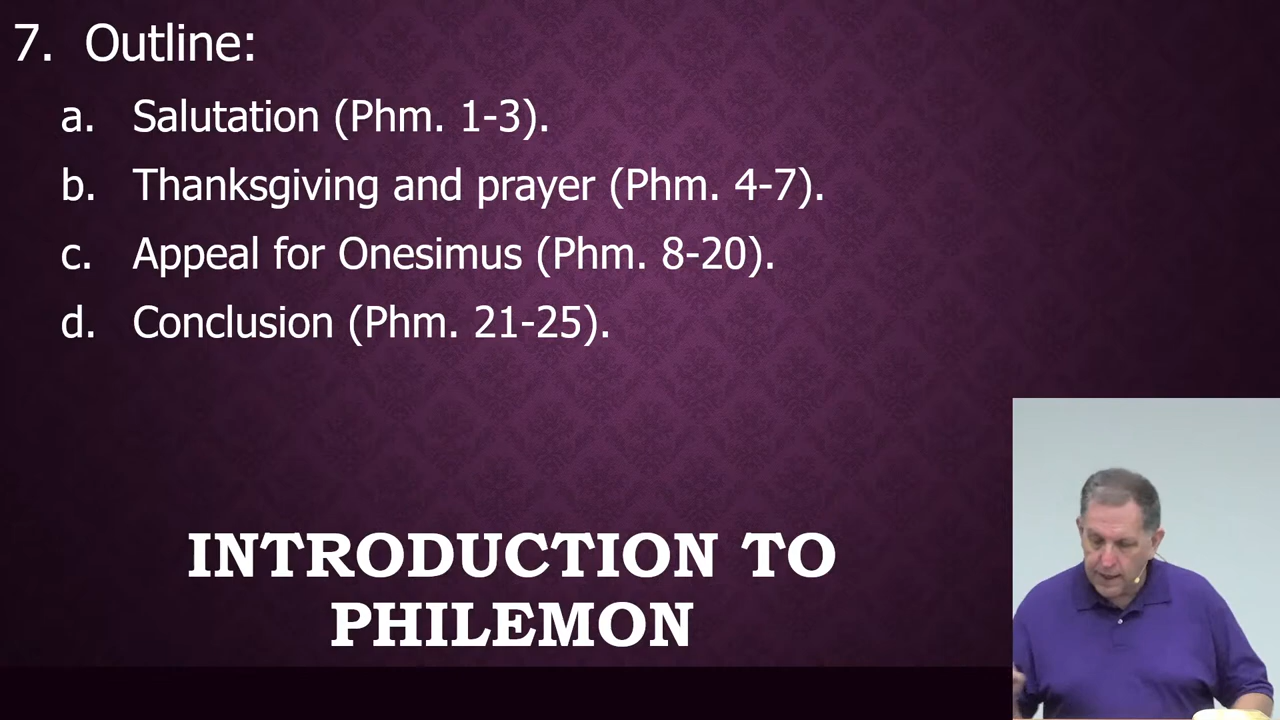 7. Outline:
a. Salutation (Phm. 1-3).
b. Thanksgiving and prayer (Phm. 4-7).
c. Appeal for Onesimus (Phm. 8-20).
d. Conclusion (Phm. 21-25).
INTRODUCTION TO
PHILEMON